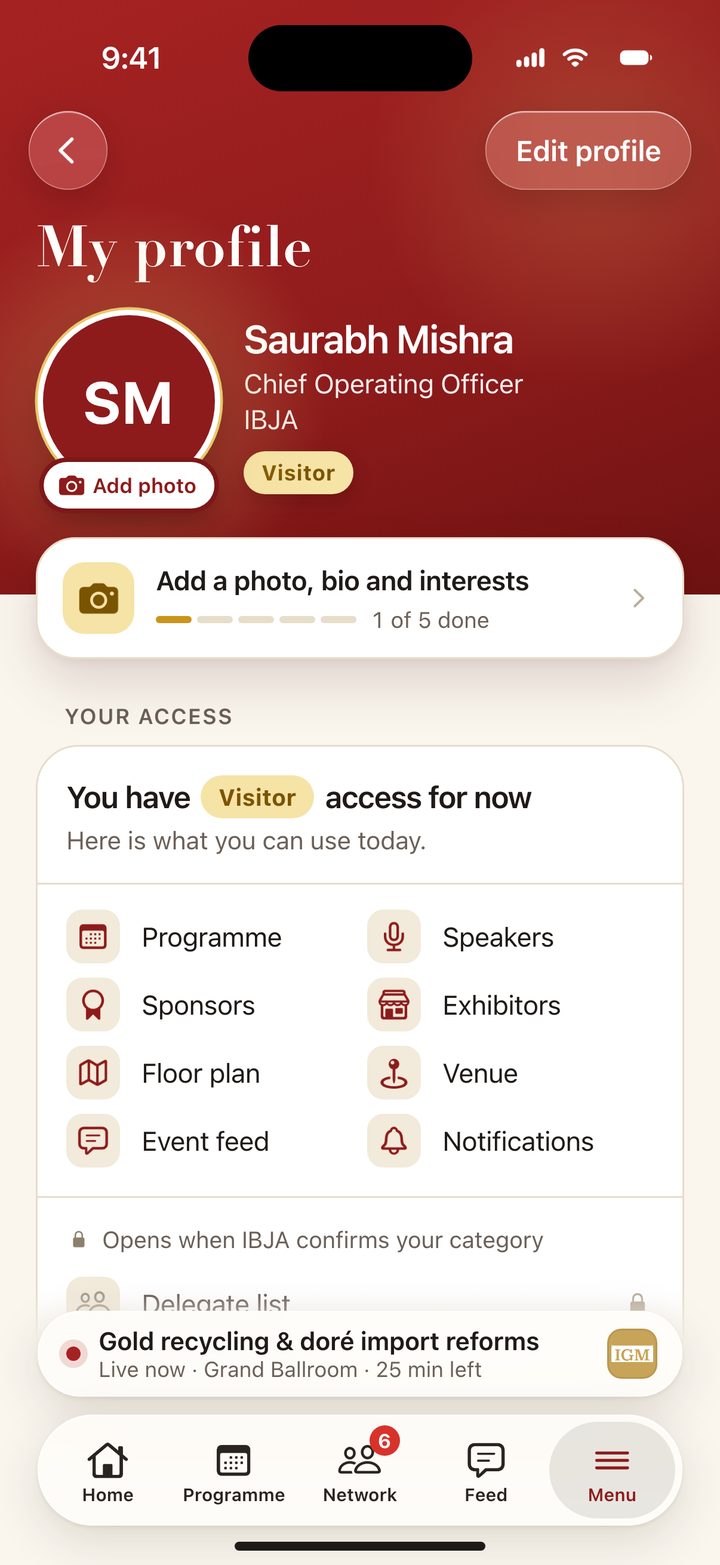 9:41
Edit profile
My profile
SM
Add photo
Saurabh Mishra
Chief Operating Officer
IBJA
Visitor
Add a photo, bio and interests
1 of 5 done
YOUR ACCESS
You have Visitor access for now
Here is what you can use today.
Programme
Speakers
Sponsors
Exhibitors
Floor plan
Venue
Event feed
Notifications
Opens when IBJA confirms your category
Delegate list
Gold recycling & doré import reforms
Live now · Grand Ballroom · 25 min left
IGM
Home
Programme
6
Network
Feed
Menu